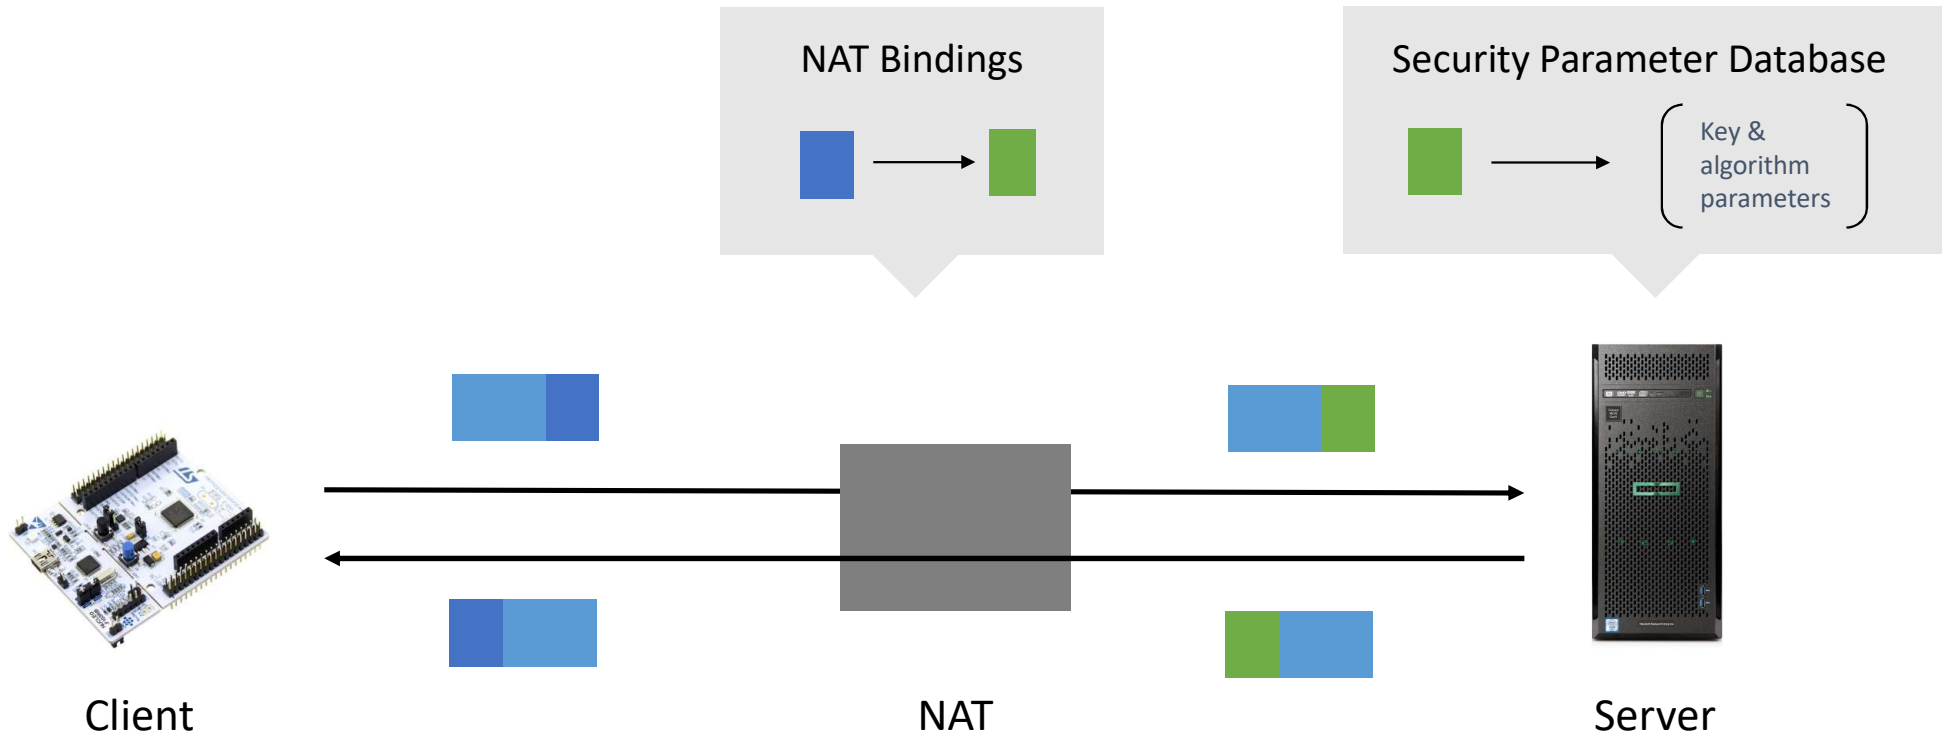 NAT Bindings
Security Parameter Database
Key &
algorithm
parameters
Client
NAT
Server